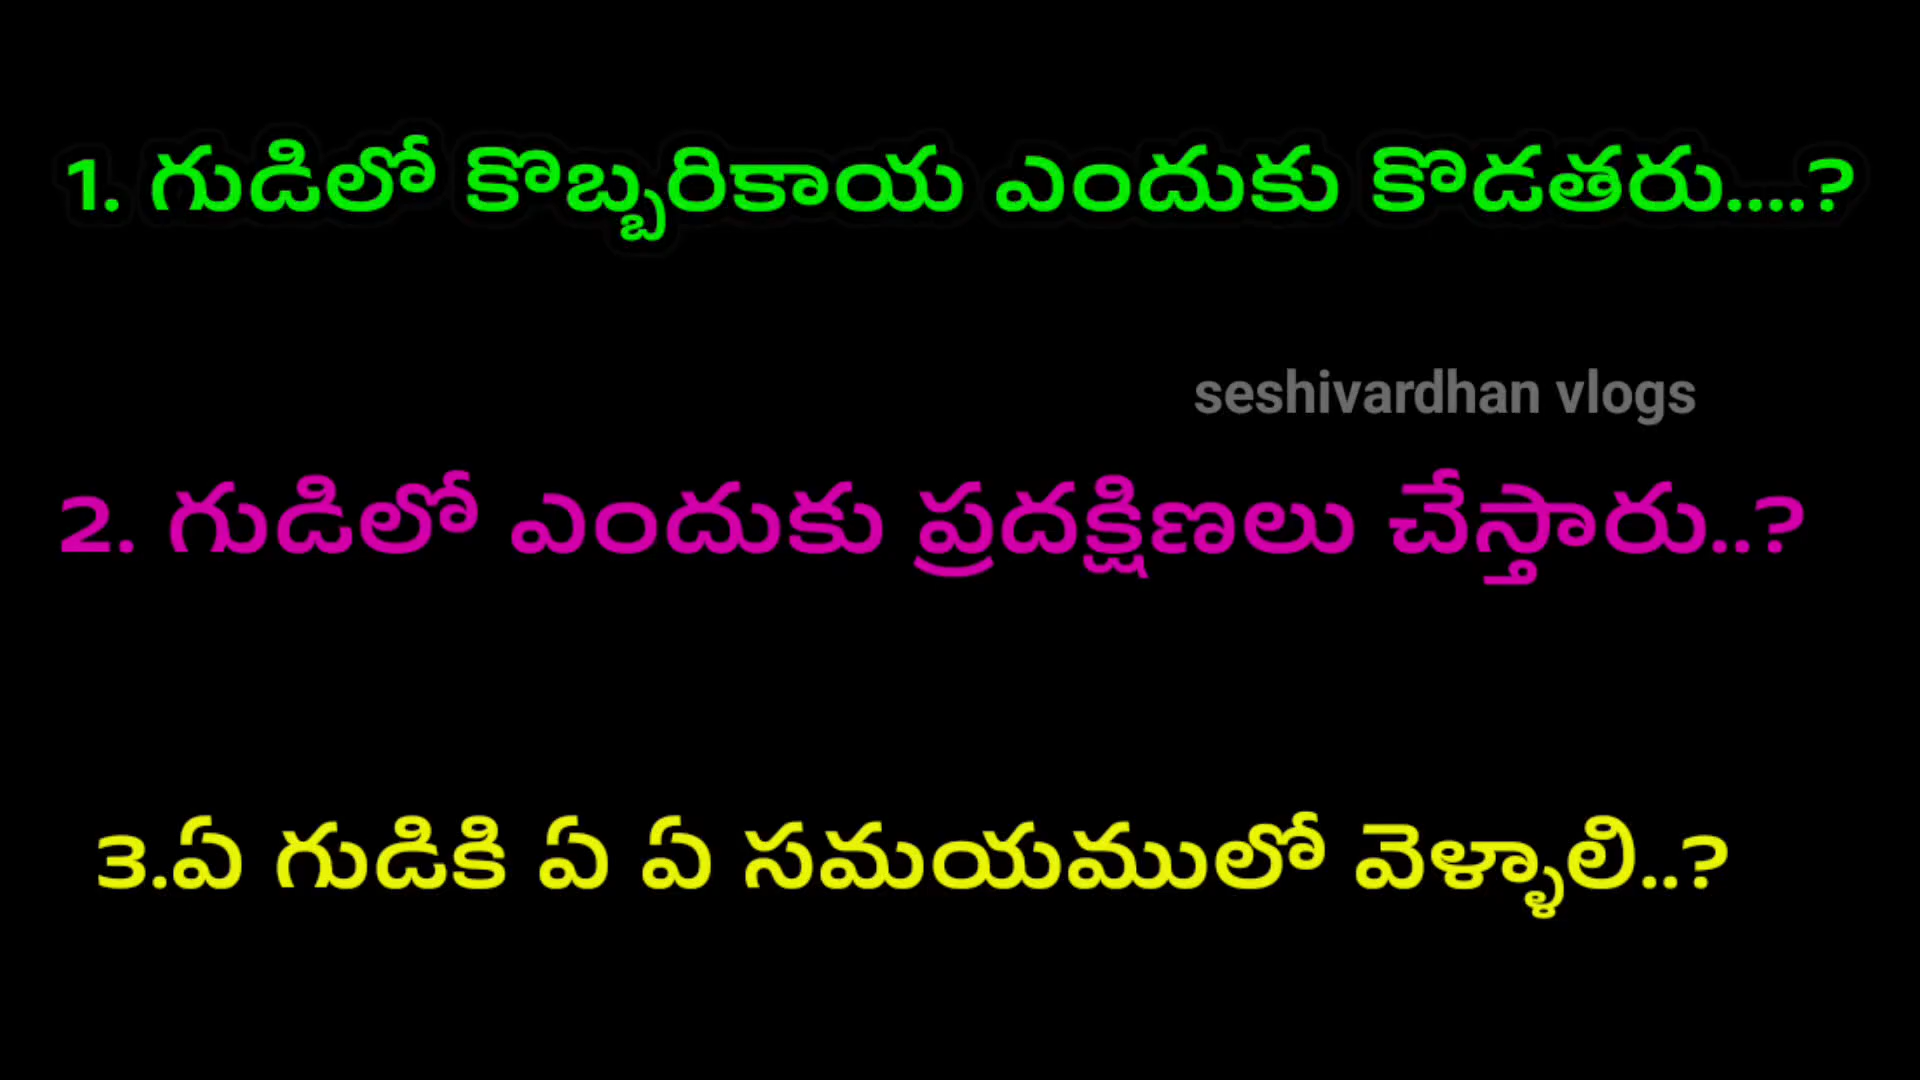 1. గుడిలో కొబ్బరికాయ ఎందుకు కొడతరు....?
seshivardhan vlogs
2. గుడిలో ఎందుకు ప్రదక్షిణలు చేస్తారు..?
3.ఏ గుడికి ఏ ఏ సమయములో వెళ్ళాలి..?